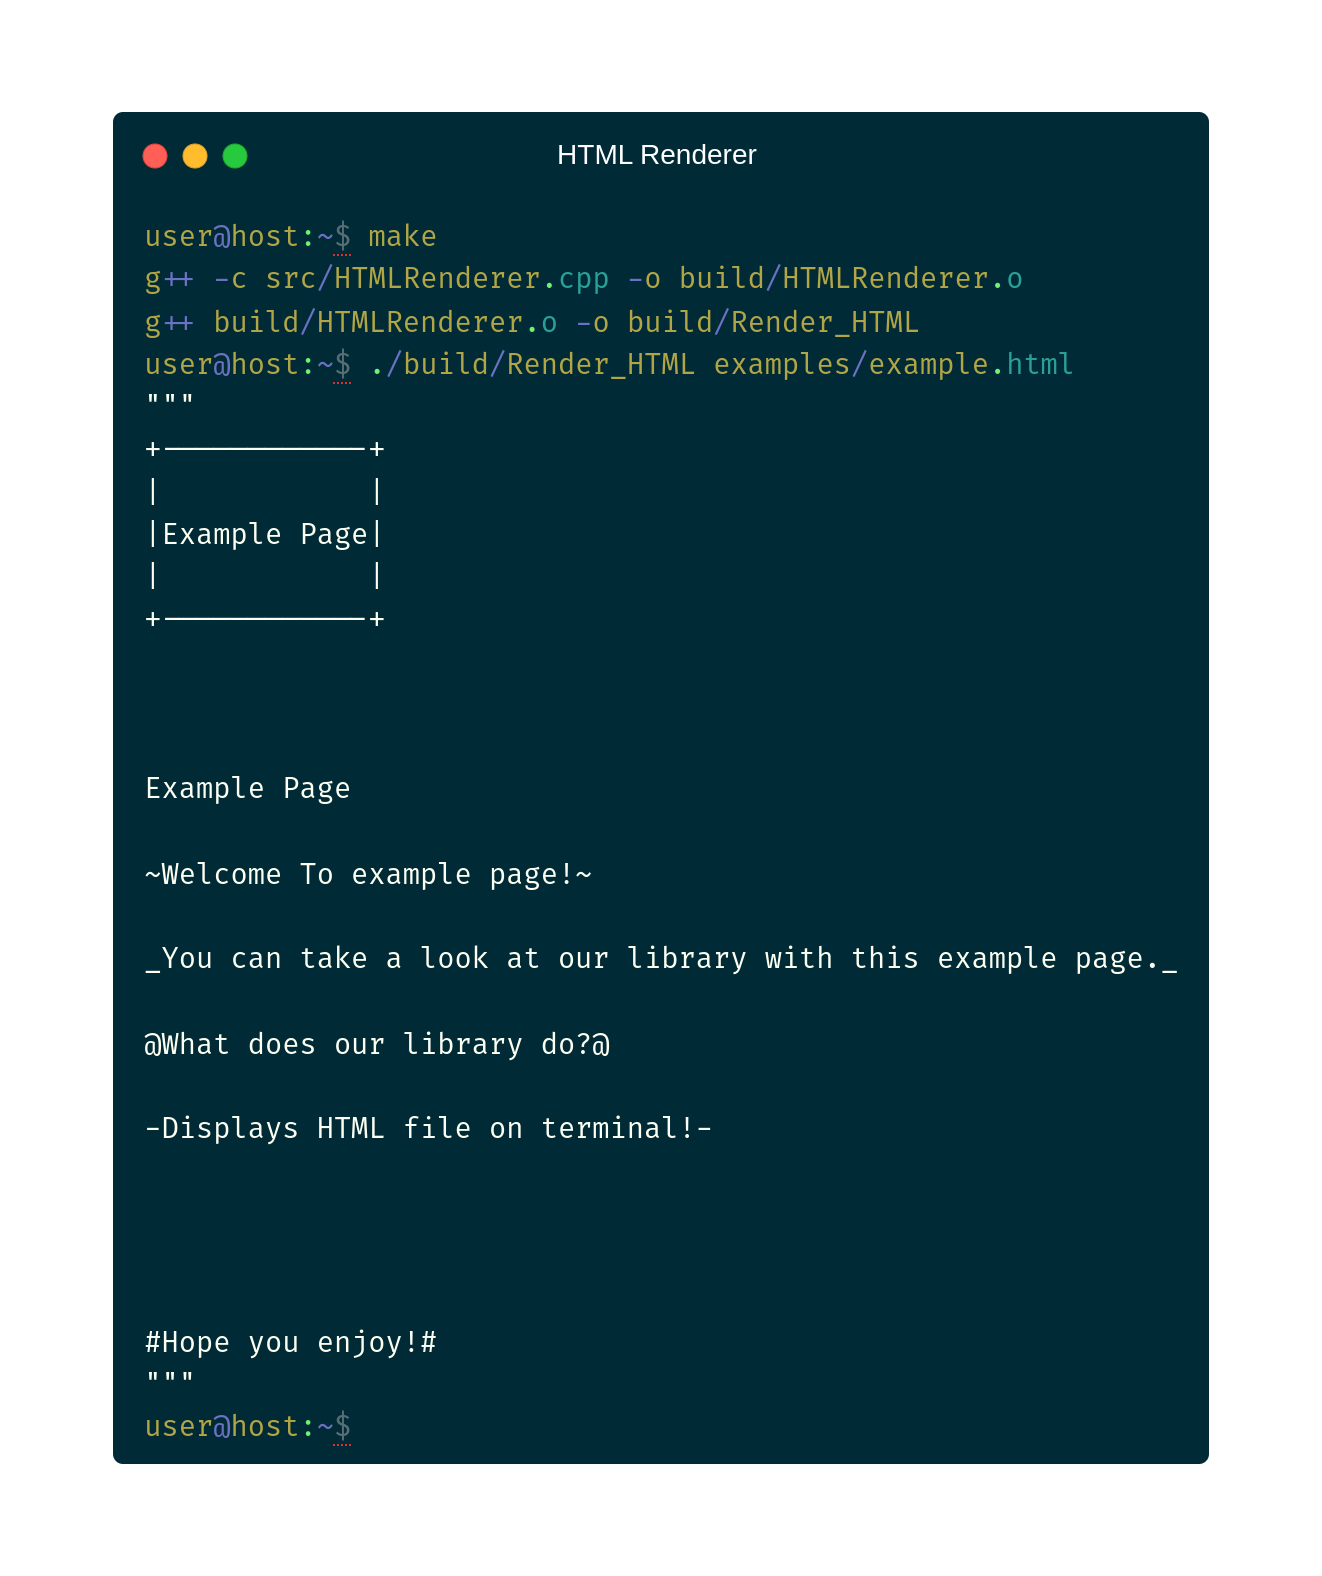 HTML Renderer
user@host:~$ make
g++ -c src/HTMLRenderer.cpp -o build/HTMLRenderer.o
g++ build/HTMLRenderer.o -o build/Render_HTML
user@host:~$ ./build/Render_HTML examples/example.html
"""
+------------+
|            |
|Example Page|
|            |
+------------+
Example Page
~Welcome To example page!~
_You can take a look at our library with this example page._
@What does our library do?@
-Displays HTML file on terminal!-
#Hope you enjoy!#
"""
user@host:~$